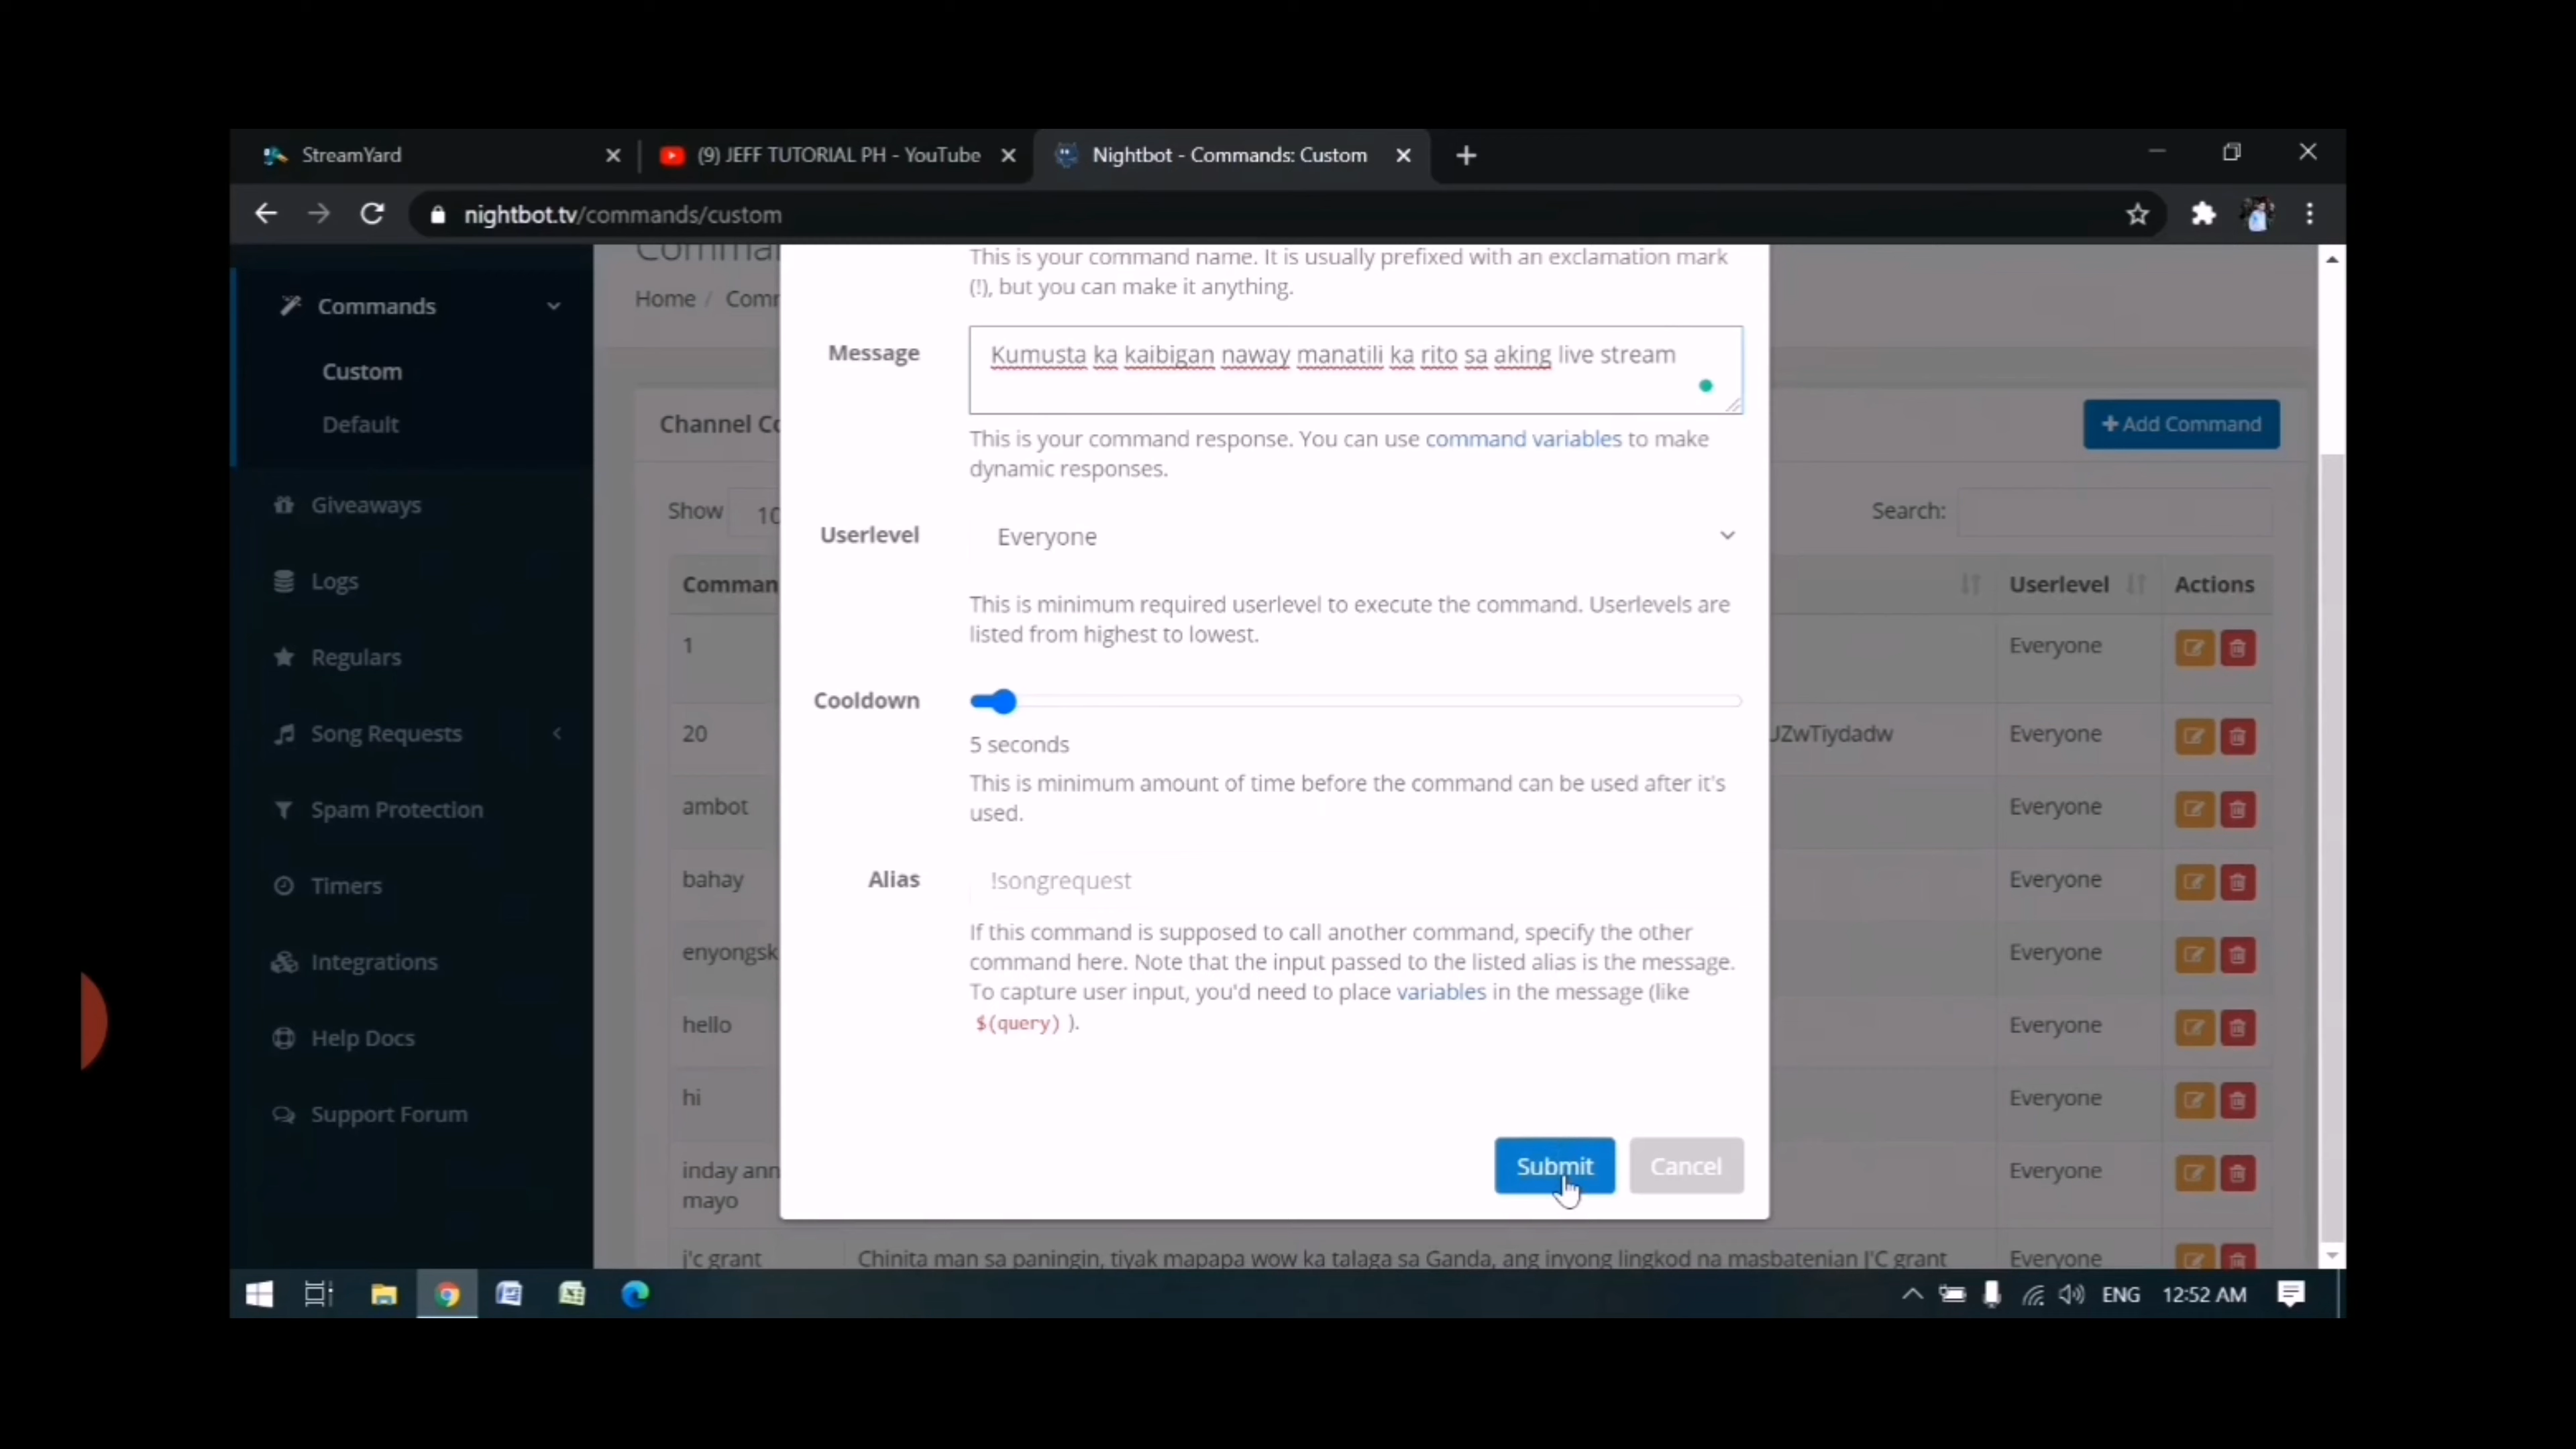 StreamYard
(9) JEFF TUTORIAL PH - YouTube
Nightbot - Commands: Custom
nightbot.tv/commands/custom
Commands
Custom
Default
Giveaways
Logs
Regulars
Song Requests
Spam Protection
Timers
Integrations
Help Docs
Support Forum
Home / Comm
Channel Co
Show 10
Comman
1
20
ambot
bahay
enyongsk
hello
hi
inday ann
mayo
j'c grant
This is your command name. It is usually prefixed with an exclamation mark
(!), but you can make it anything.
Message
Kumusta ka kaibigan naway manatili ka rito sa aking live stream
This is your command response. You can use command variables to make
dynamic responses.
Userlevel
Everyone
This is minimum required userlevel to execute the command. Userlevels are
listed from highest to lowest.
Cooldown
5 seconds
This is minimum amount of time before the command can be used after it's
used.
Alias
!songrequest
If this command is supposed to call another command, specify the other
command here. Note that the input passed to the listed alias is the message.
To capture user input, you'd need to place variables in the message (like
$(query) ).
Submit
Cancel
Chinita man sa paningin, tiyak mapapa wow ka talaga sa Ganda, ang inyong lingkod na masbatenian J'C grant
+ Add Command
Search:
Userlevel
Actions
Everyone
UZwTiydadw
Everyone
Everyone
Everyone
Everyone
Everyone
Everyone
Everyone
Everyone
ENG
12:52 AM